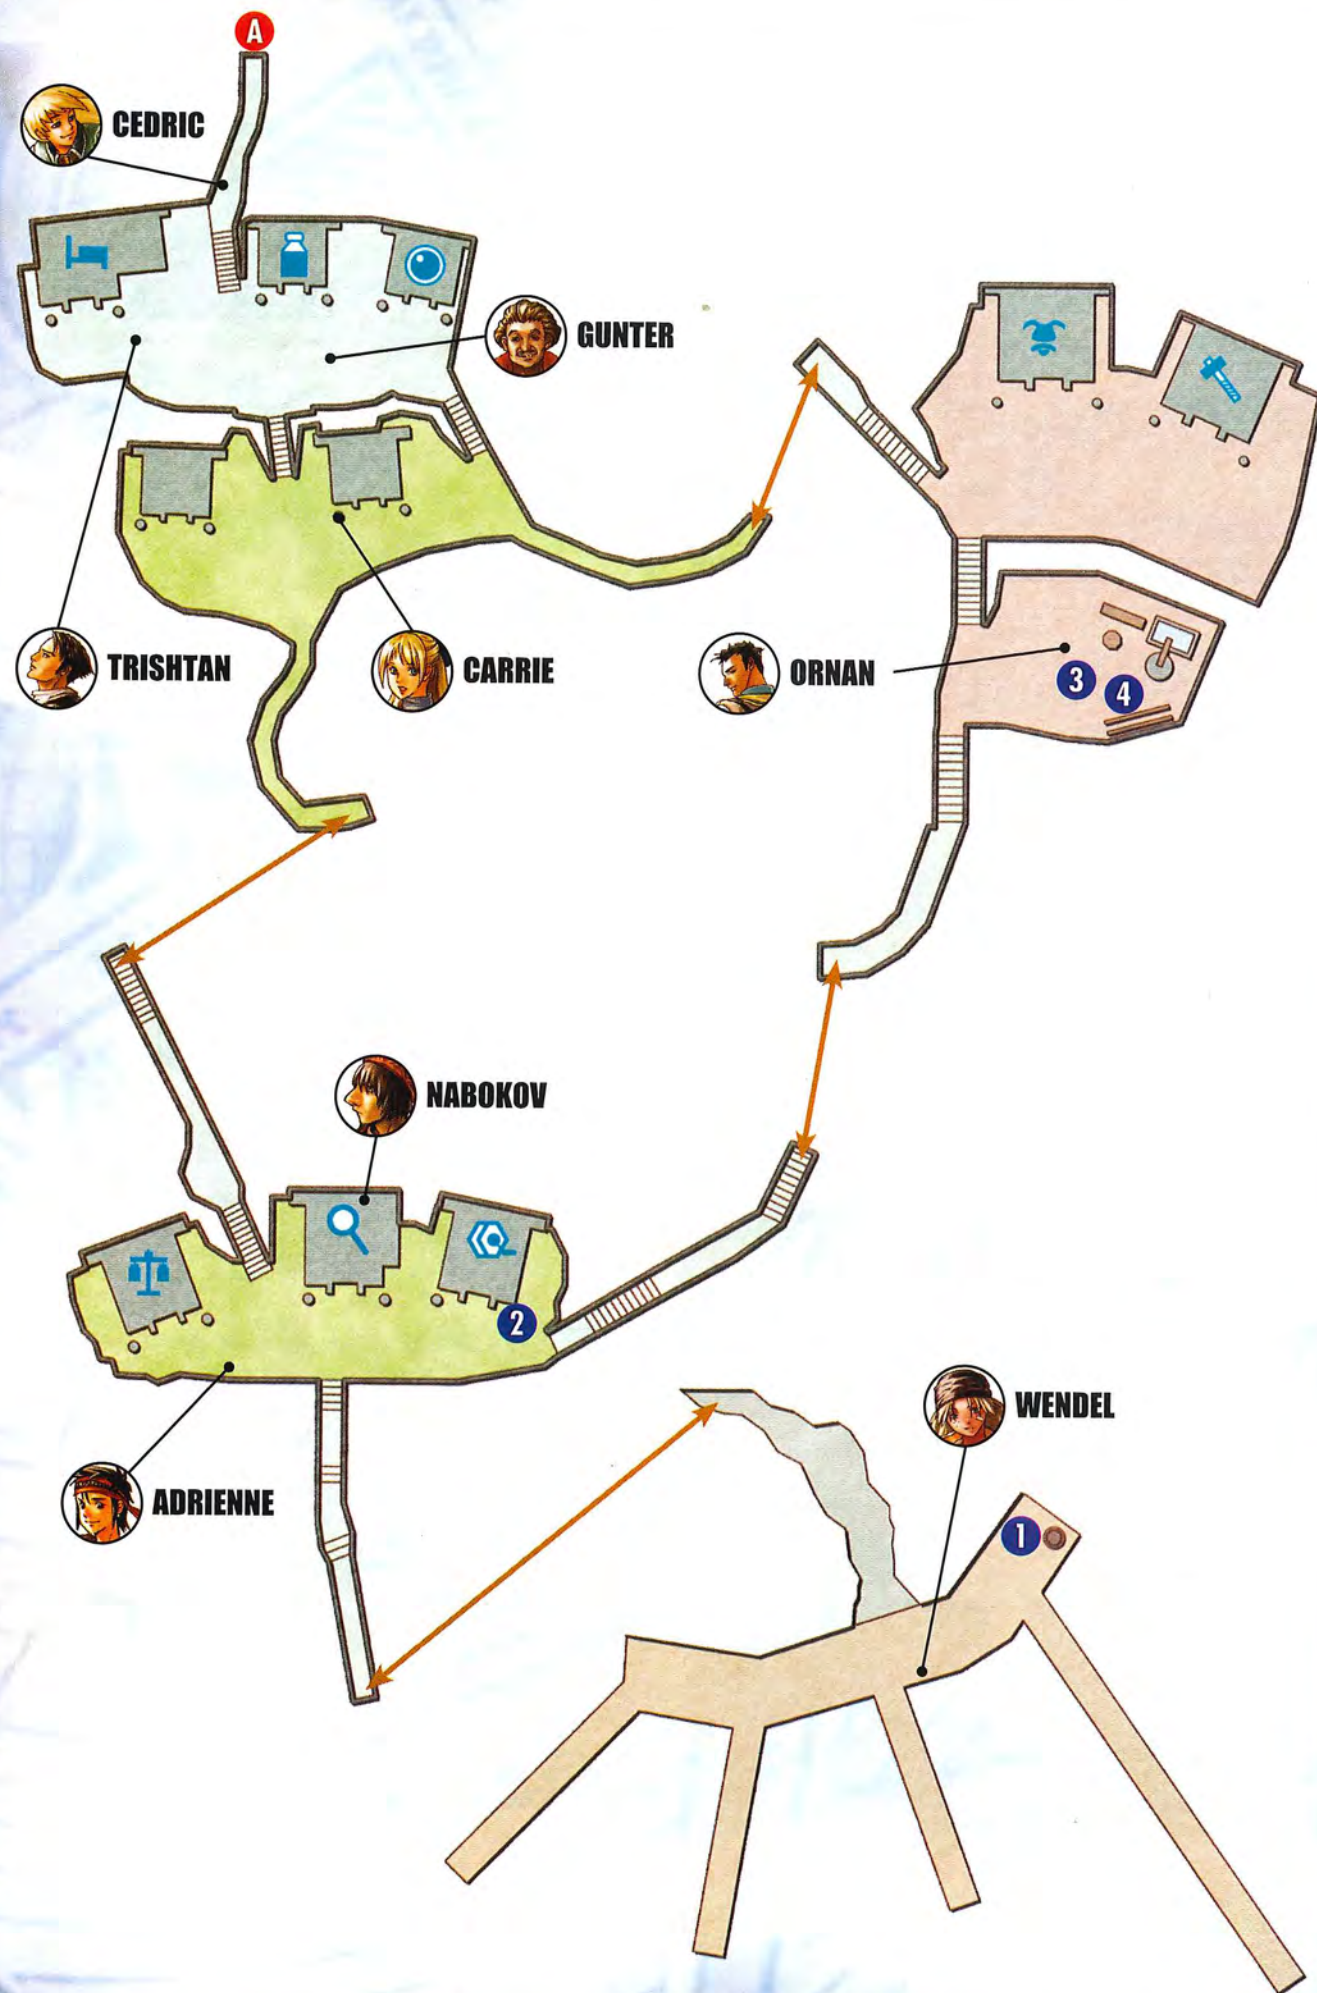 A
CEDRIC
GUNTER
TRISHTAN
CARRIE
ORNAN
3
4
NABOKOV
2
WENDEL
ADRIENNE
1